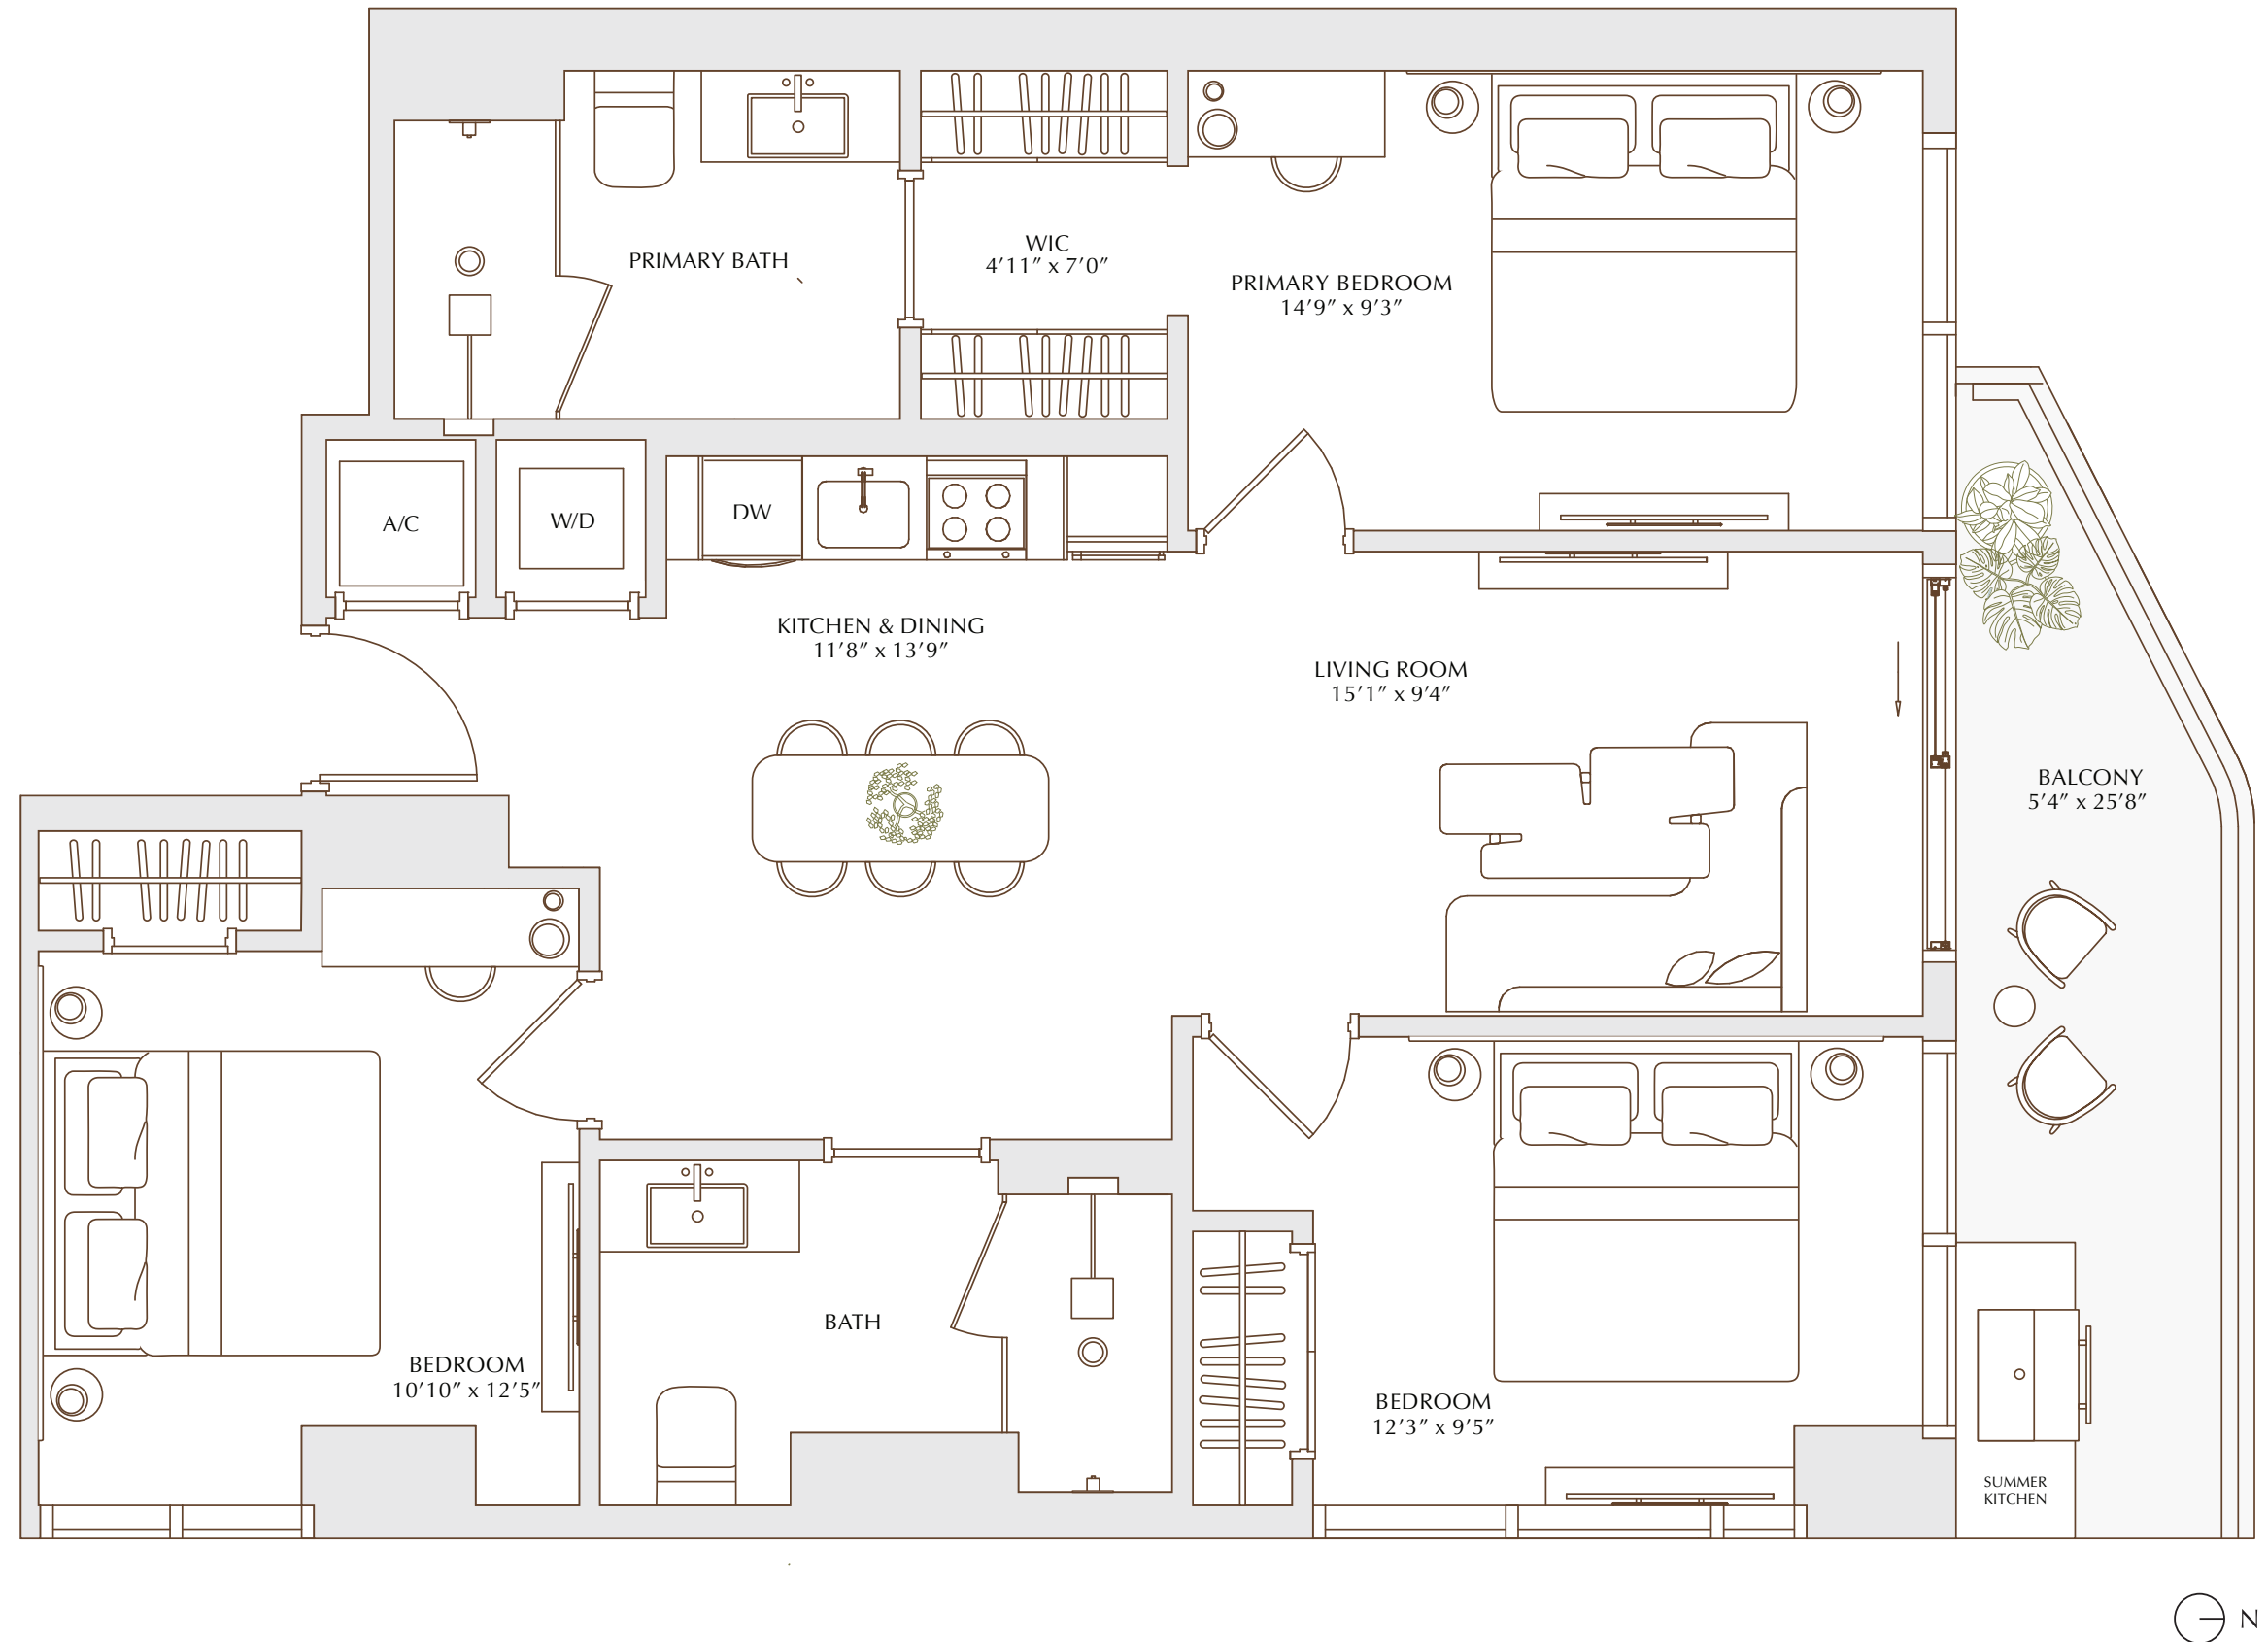 PRIMARY BATH
WIC
4'11" x 7'0"
PRIMARY BEDROOM
14'9" x 9'3"
A/C
W/D
DW
KITCHEN & DINING
11'8" x 13'9"
LIVING ROOM
15'1" x 9'4"
BALCONY
5'4" x 25'8"
BATH
BEDROOM
10'10" x 12'5"
BEDROOM
12'3" x 9'5"
SUMMER
KITCHEN
N